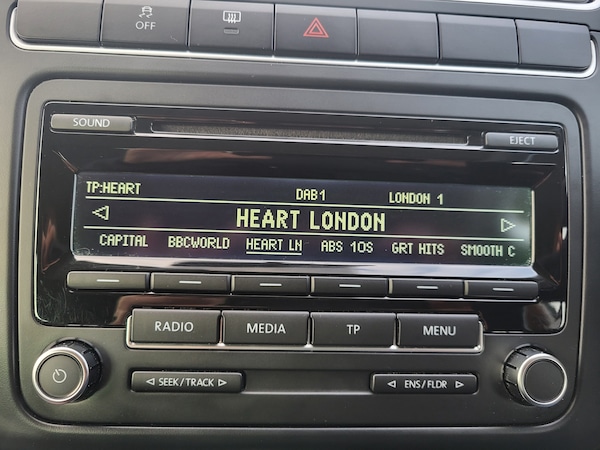 OFF
SOUND
EJECT
TP:HEART DAB1 LONDON 1
HEART LONDON
CAPITAL BBCWORLD HEART LN ABS 10S GRT HITS SMOOTH C
RADIO MEDIA TP MENU
SEEK/TRACK ENS/FLDR